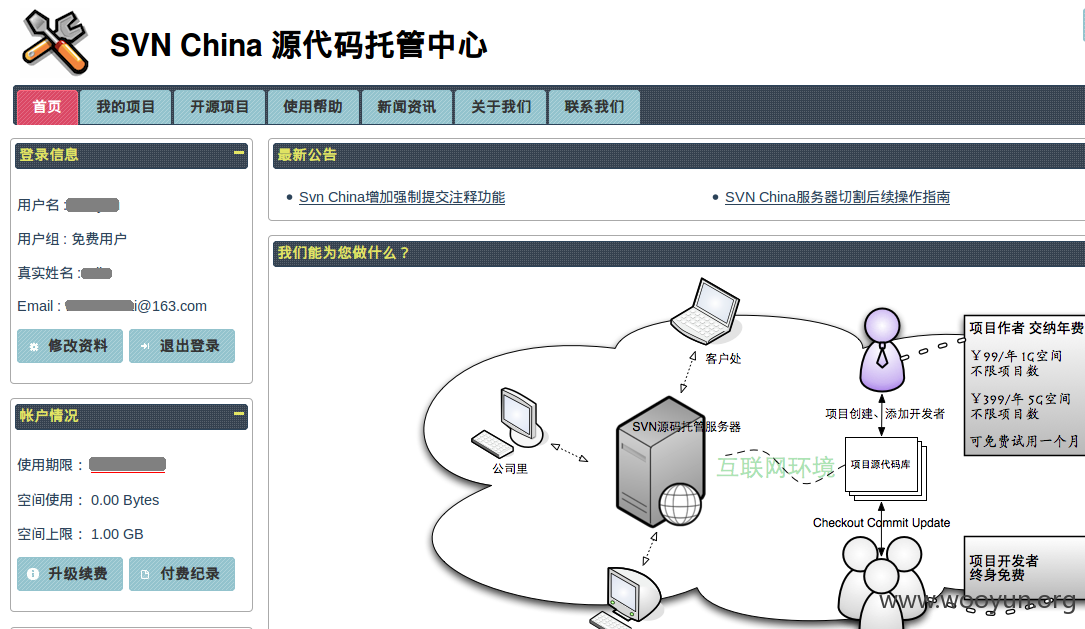 SVN China 源代码托管中心
首页 我的项目 开源项目 使用帮助 新闻资讯 关于我们 联系我们
登录信息
用户名 :
用户组 : 免费用户
真实姓名 :
Email : i@163.com
修改资料 退出登录
帐户情况
使用期限 :
空间使用 : 0.00 Bytes
空间上限 : 1.00 GB
升级续费 付费纪录
最新公告
Svn China增加强制提交注释功能 SVN China服务器切割后续操作指南
我们能为您做什么？
客户处
公司里
SVN源码托管服务器
互联网环境
项目创建、添加开发者
项目源代码库
Checkout Commit Update
项目作者 交纳年费
￥99/年 1G空间
不限项目数
￥399/年 5G空间
不限项目数
可免费试用一个月
项目开发者
终身免费
www.wooyun.org